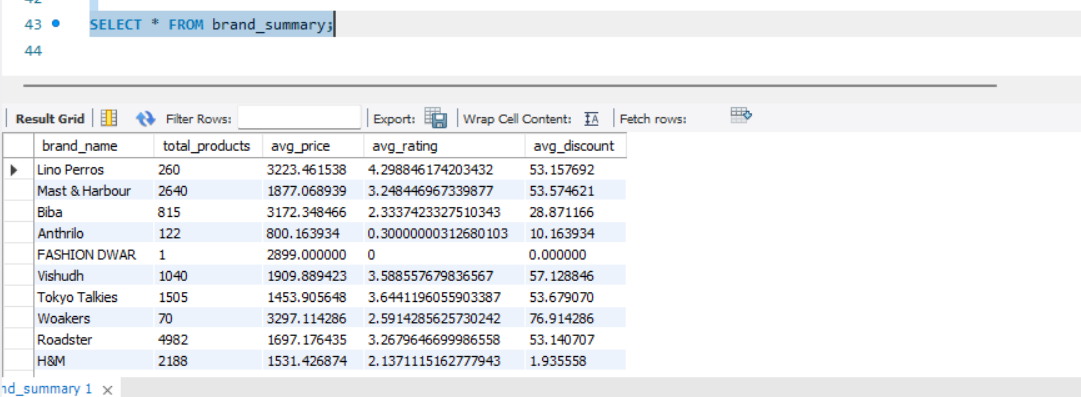 42
43 SELECT * FROM brand_summary;
44
Result Grid Filter Rows: Export: Wrap Cell Content: Fetch rows:
brand_name total_products avg_price avg_rating avg_discount
Lino Perros 260 3223.461538 4.298846174203432 53.157692
Mast & Harbour 2640 1877.068939 3.248446967339877 53.574621
Biba 815 3172.348466 2.3337423327510343 28.871166
Anthrilo 122 800.163934 0.30000000312680103 10.163934
FASHION DWAR 1 2899.000000 0 0.000000
Vishudh 1040 1909.889423 3.588557679836567 57.128846
Tokyo Talkies 1505 1453.905648 3.6441196055903387 53.679070
Woakers 70 3297.114286 2.5914285625730242 76.914286
Roadster 4982 1697.176435 3.2679646699986558 53.140707
H&M 2188 1531.426874 2.1371115162777943 1.935558
nd_summary 1